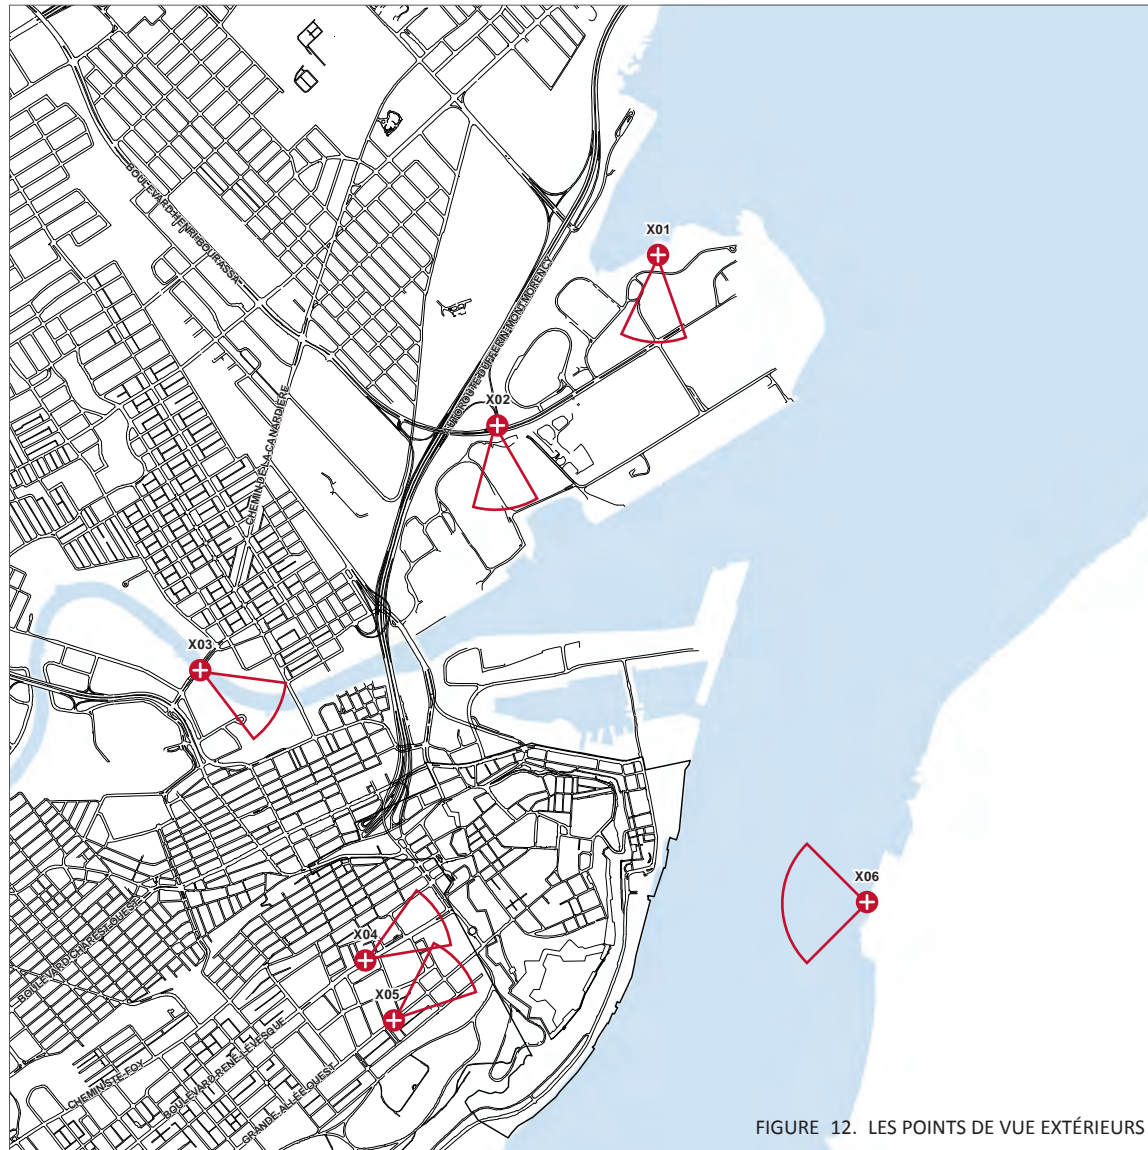 BOULEVARD HENRI BOURASSA
X01
AUTOROUTE DUFFERIN-MONTMORENCY
X02
CHEMIN DE LA CANARDIÈRE
X03
X06
BOULEVARD CHAREST OUEST
X04
X05
CHEMIN STE-FOY
BOULEVARD RENÉ-LÉVESQUE
GRANDE ALLÉE OUEST
FIGURE 12. LES POINTS DE VUE EXTÉRIEURS